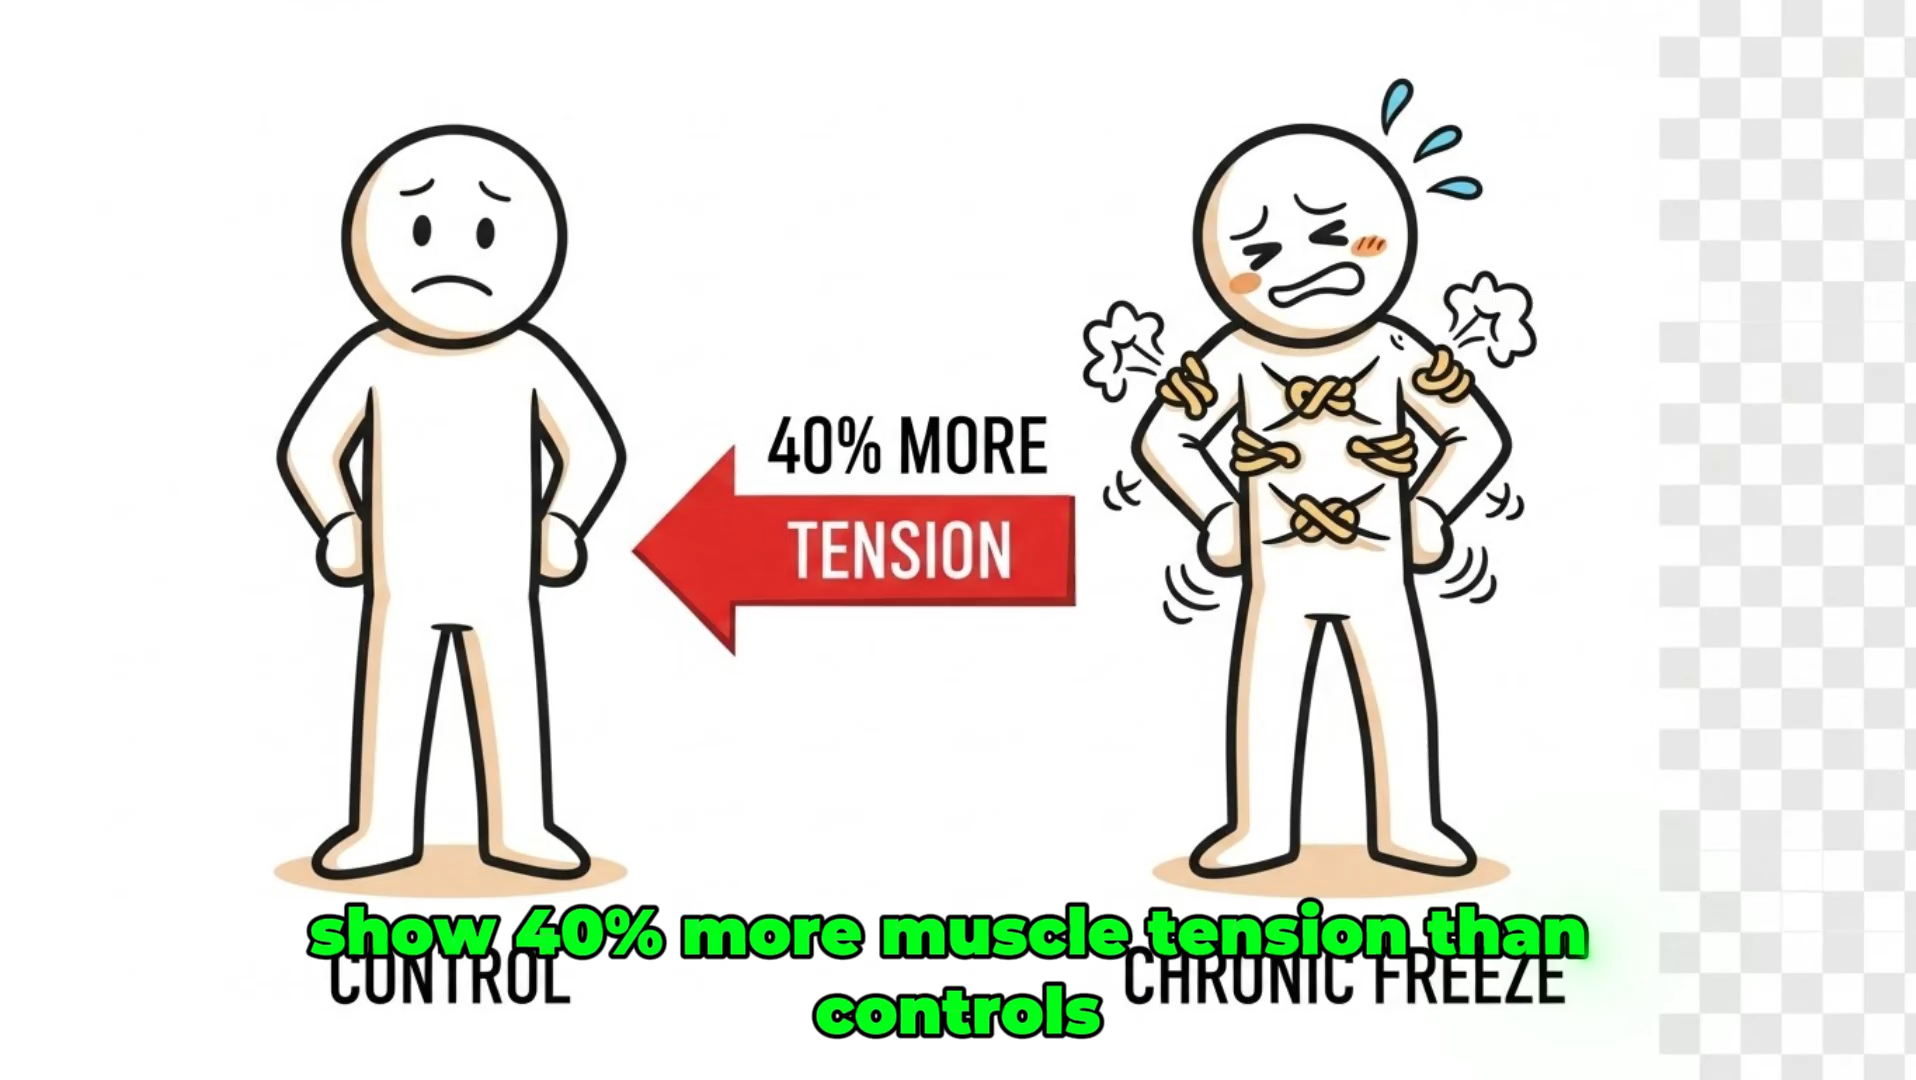 40% MORE
TENSION
show 40% more muscle tension than
CONTROL
CHRONIC FREEZE
controls